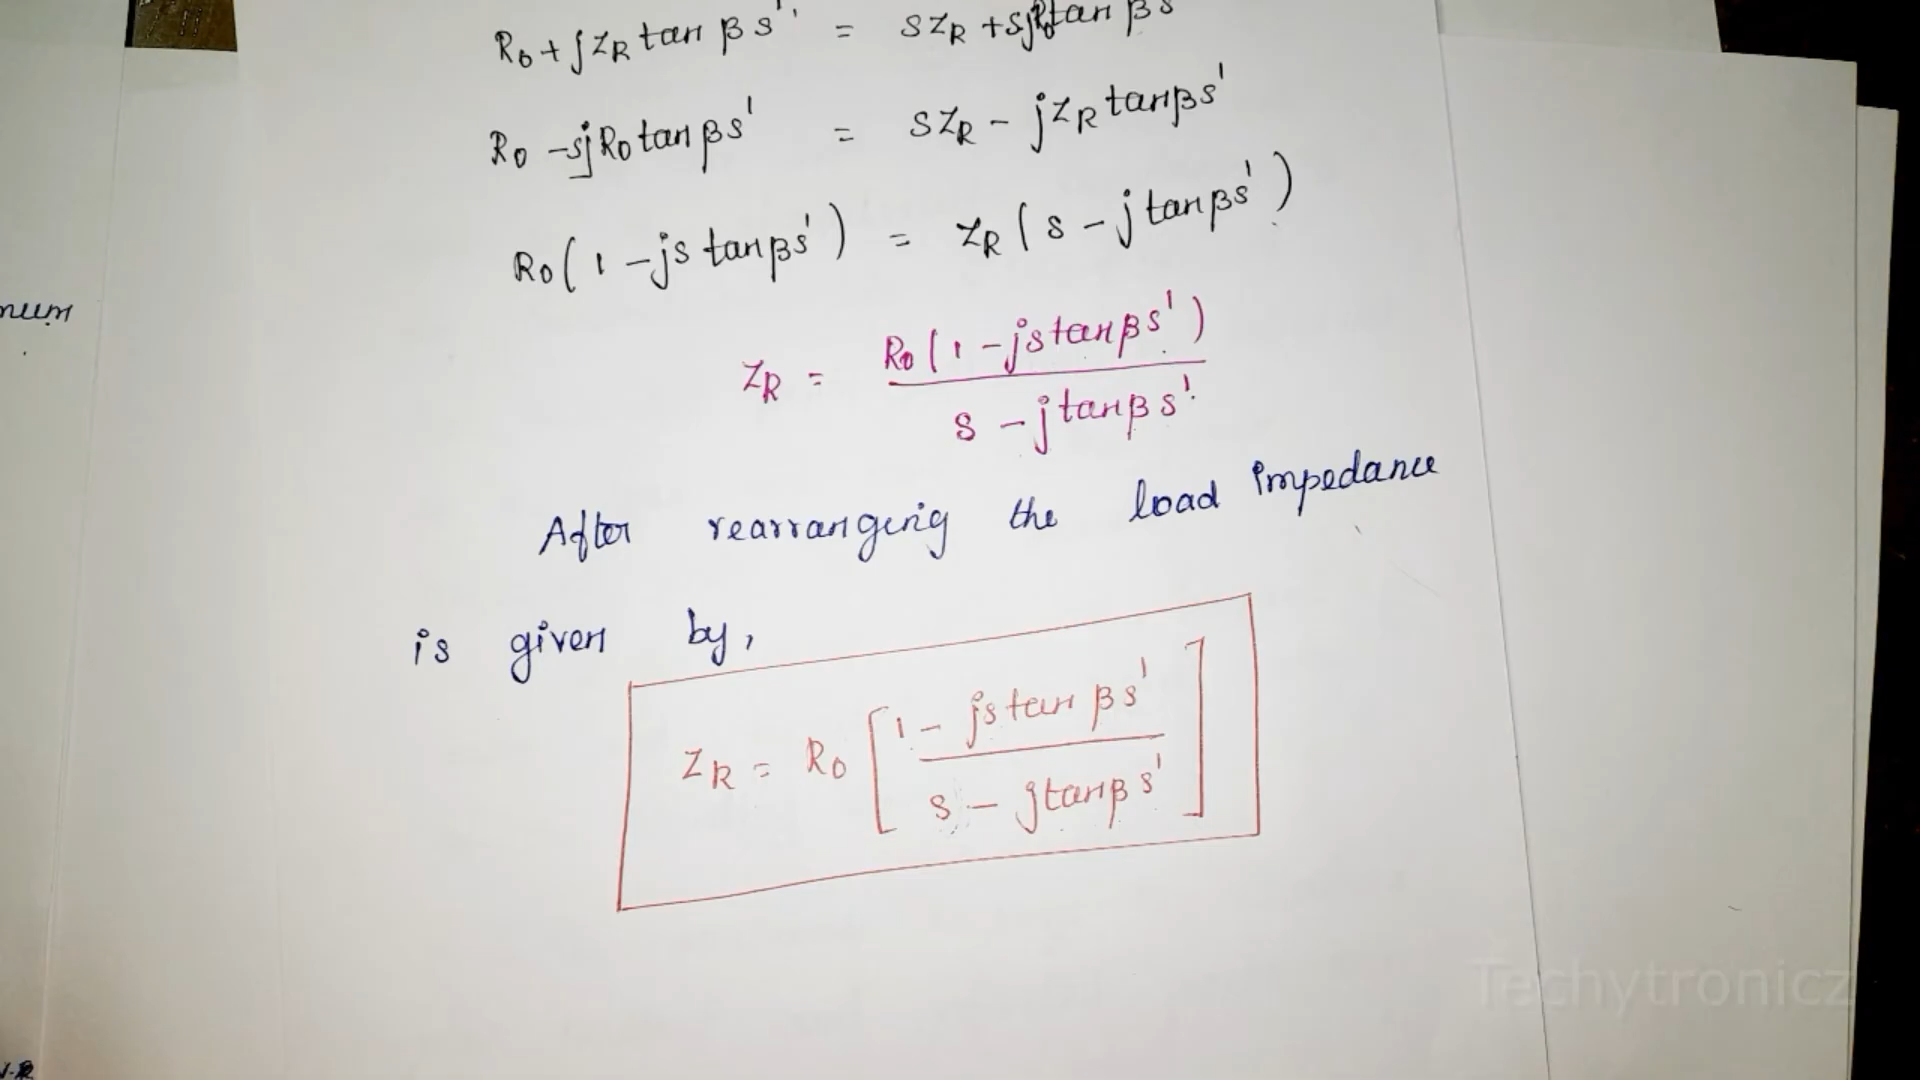 R₀ + jZR tan βs' = SZR + sjR₀ tan βs
R₀ - sjR₀ tan βs' = SZR - jZR tan βs'
R₀(1 - js tan βs') = ZR(s - j tan βs')
num
ZR = R₀(1 - js tan βs') / s - j tan βs'
After rearranging the load impedance
is given by,
ZR = R₀ [1 - js tan βs' / s - j tan βs']
Techytronicz